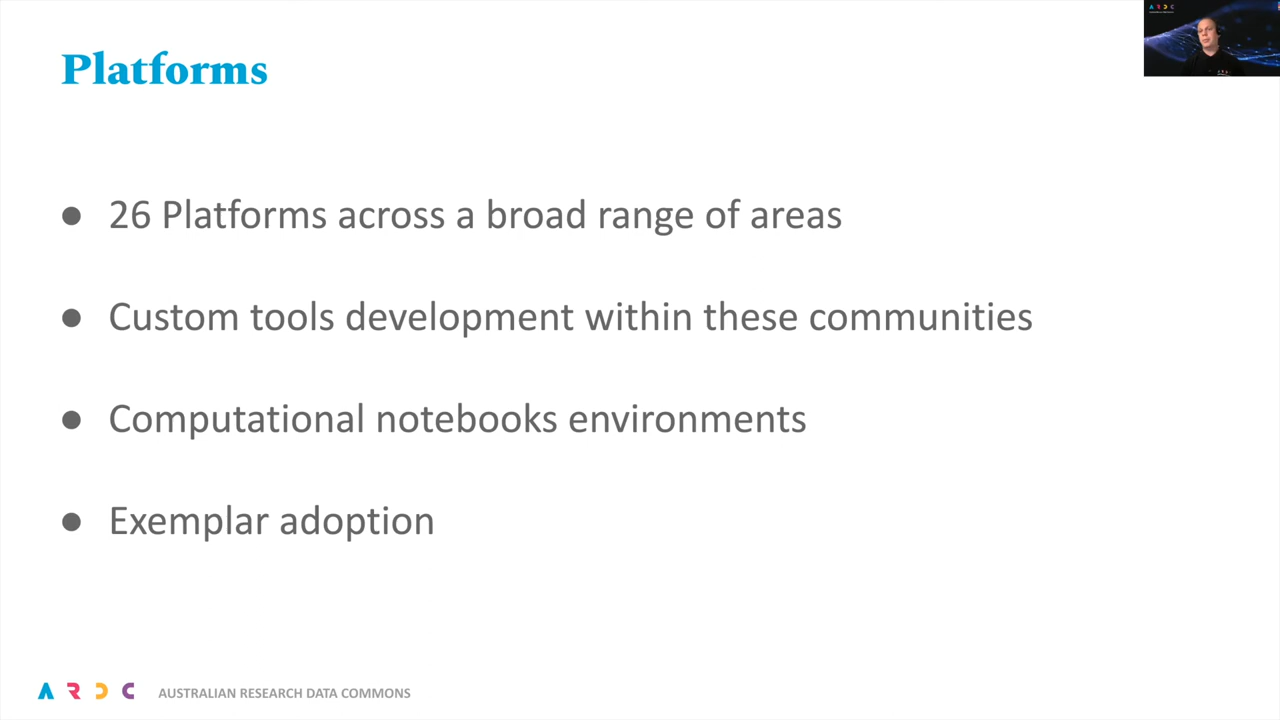 Platforms
A R D C
● 26 Platforms across a broad range of areas
● Custom tools development within these communities
● Computational notebooks environments
● Exemplar adoption
A R D C AUSTRALIAN RESEARCH DATA COMMONS